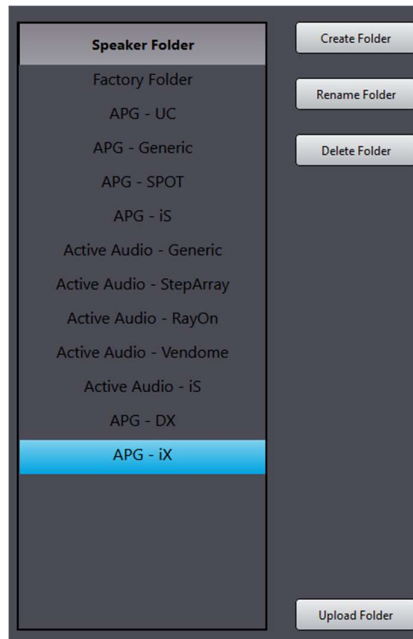 Speaker Folder
Factory Folder
APG - UC
APG - Generic
APG - SPOT
APG - iS
Active Audio - Generic
Active Audio - StepArray
Active Audio - RayOn
Active Audio - Vendome
Active Audio - iS
APG - DX
APG - iX
Create Folder
Rename Folder
Delete Folder
Upload Folder